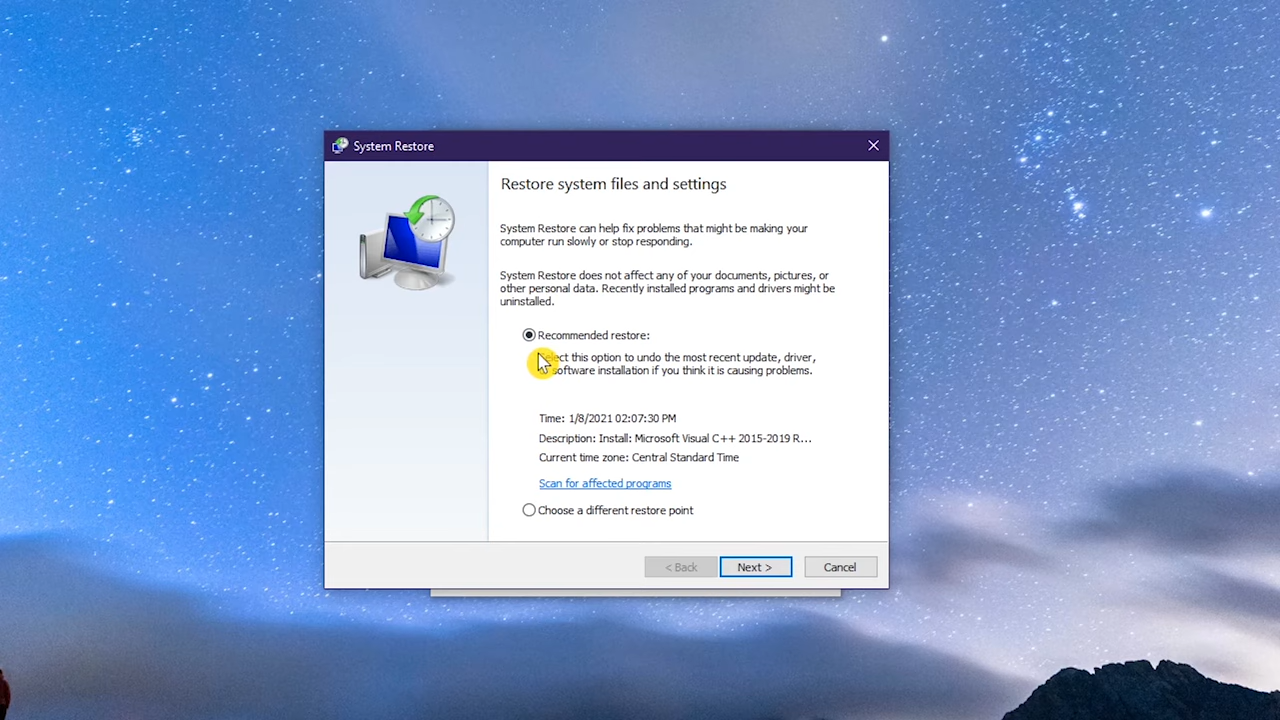 System Restore
Restore system files and settings
System Restore can help fix problems that might be making your
computer run slowly or stop responding.
System Restore does not affect any of your documents, pictures, or
other personal data. Recently installed programs and drivers might be
uninstalled.
Recommended restore:
this option to undo the most recent update, driver,
software installation if you think it is causing problems.
Time: 1/8/2021 02:07:30 PM
Description: Install: Microsoft Visual C++ 2015-2019 R...
Current time zone: Central Standard Time
Scan for affected programs
Choose a different restore point
< Back
Next >
Cancel